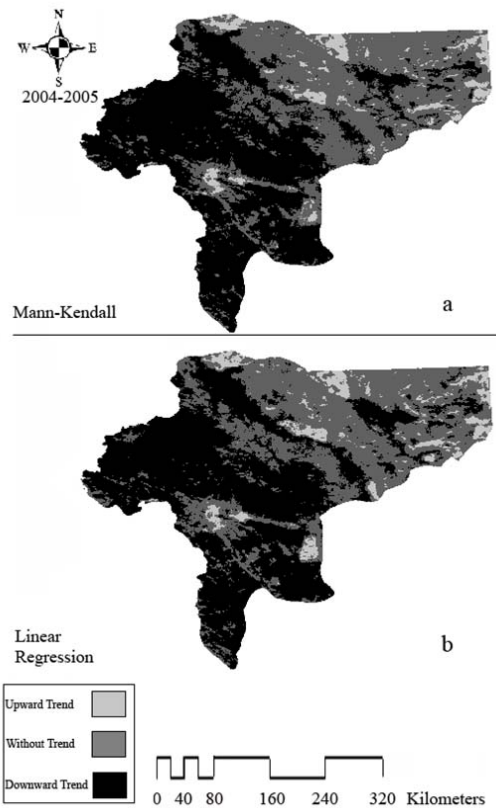 N
W E
S
2004-2005
a
Mann-Kendall
b
Linear
Regression
Upward Trend
Without Trend
Downward Trend
0 40 80 160 240 320 Kilometers